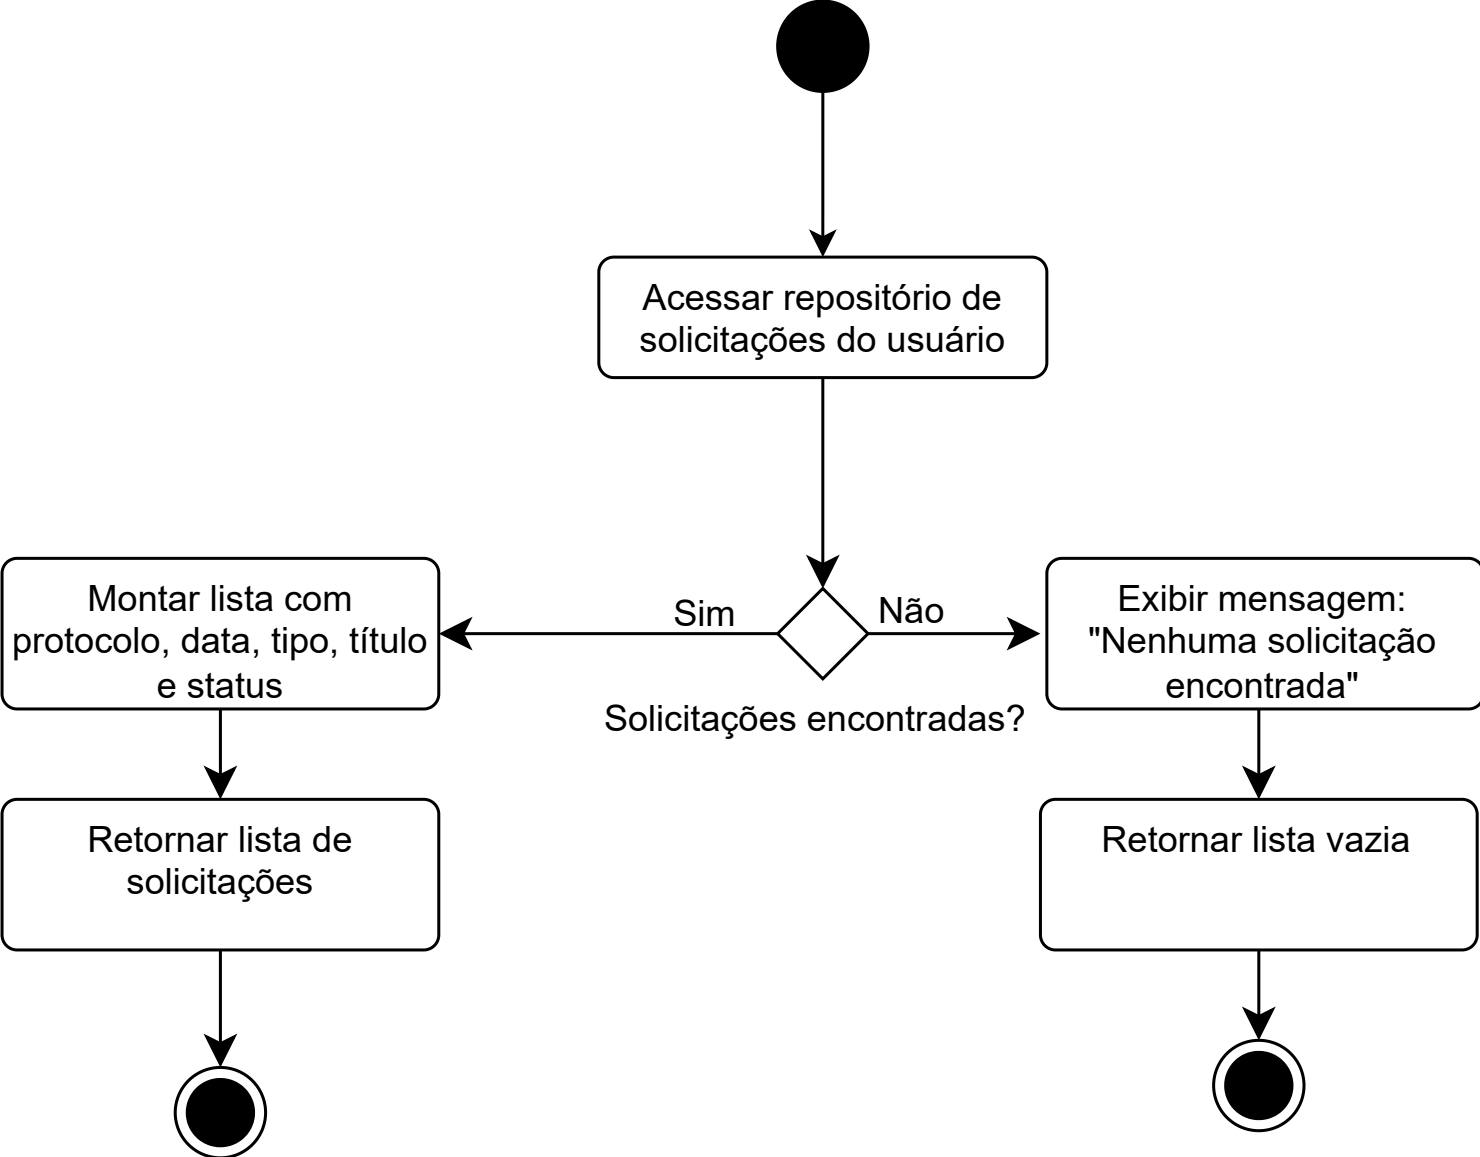 Acessar repositório de
solicitações do usuário
Sim
Não
Solicitações encontradas?
Montar lista com
protocolo, data, tipo, título
e status
Exibir mensagem:
"Nenhuma solicitação
encontrada"
Retornar lista de
solicitações
Retornar lista vazia